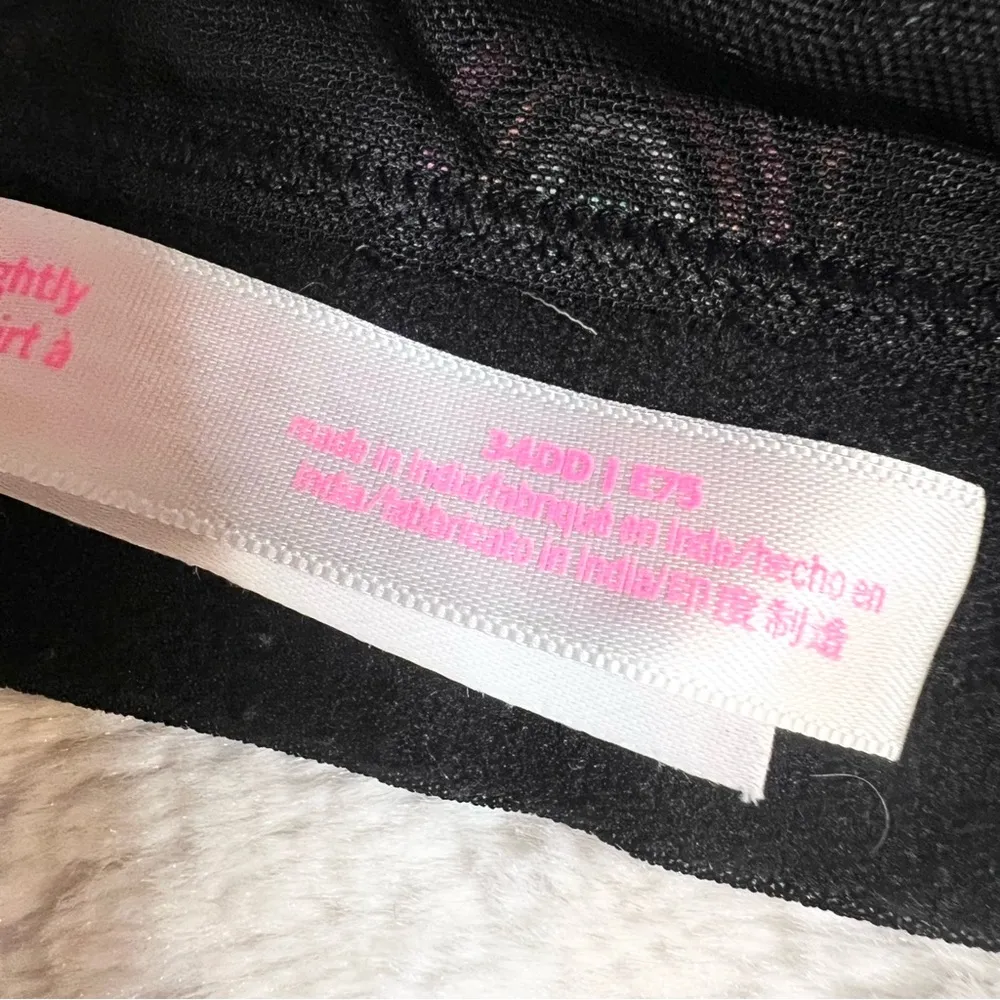 ghtly
irt à
34DD | E75
made in India/fabriqué en Inde/hecho en
India/fabbricato in India/印度制造